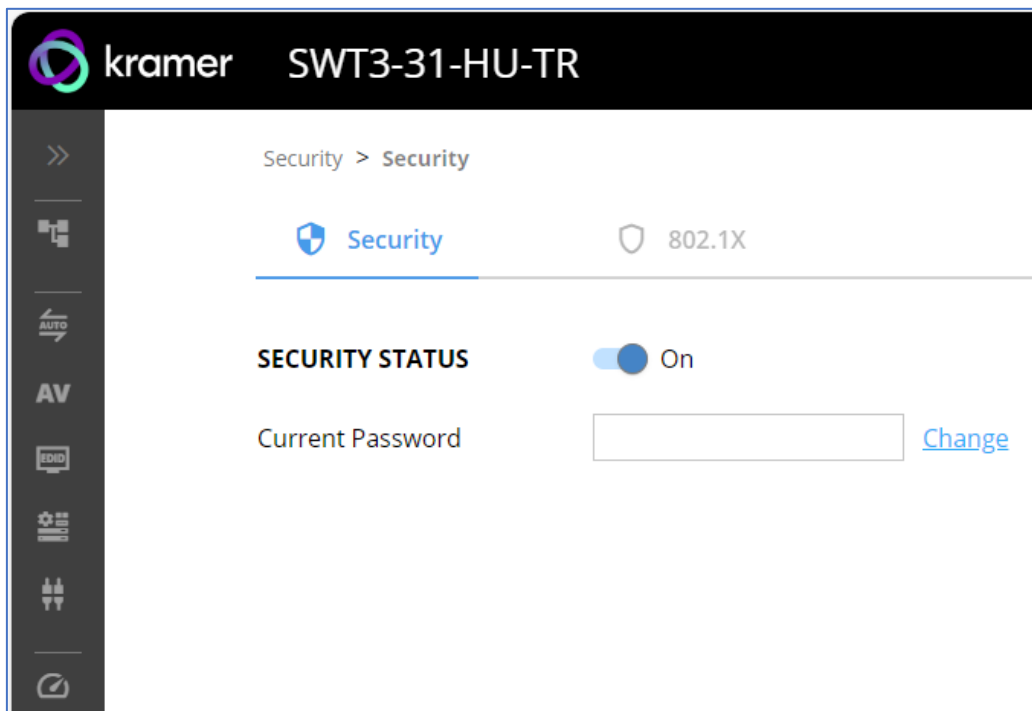 kramer SWT3-31-HU-TR
Security > Security
Security 802.1X
AUTO
SECURITY STATUS On
AV
Current Password Change
EDID